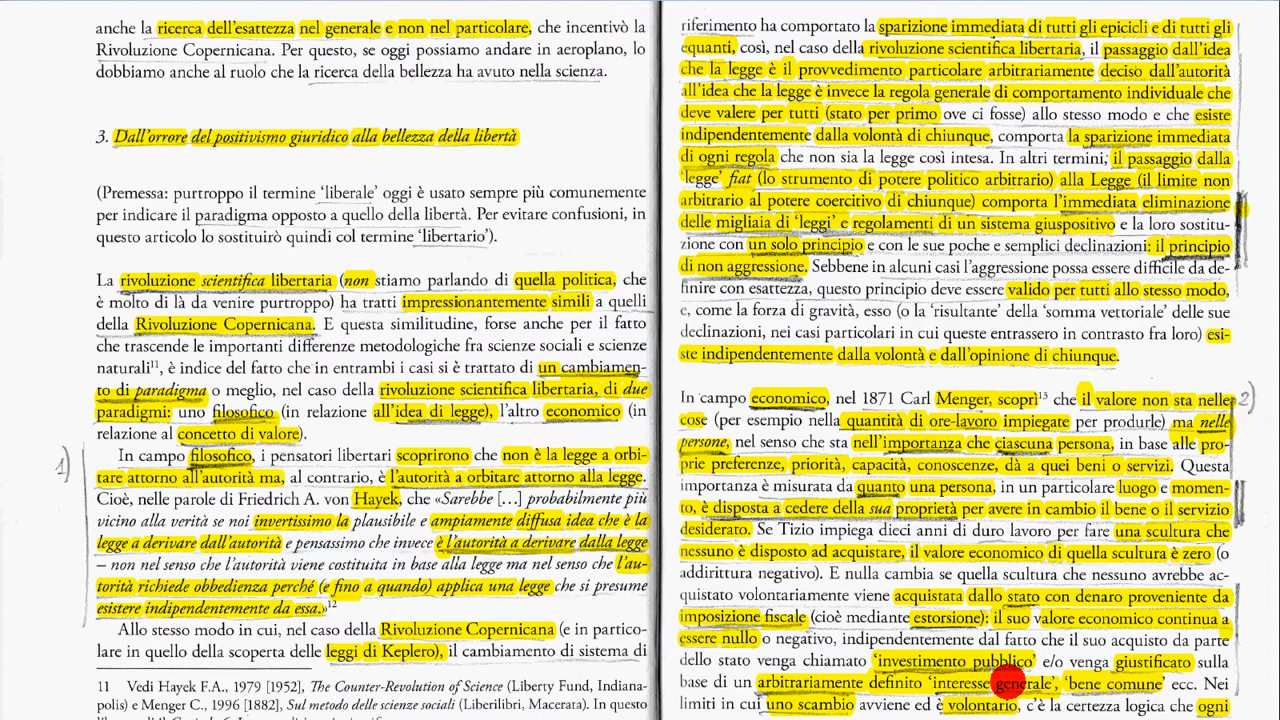 anche la ricerca dell'esattezza nel generale e non nel particolare, che incentivò la
Rivoluzione Copernicana. Per questo, se oggi possiamo andare in aeroplano, lo
dobbiamo anche al ruolo che la ricerca della bellezza ha avuto nella scienza.
3. Dall'orrore del positivismo giuridico alla bellezza della libertà
(Premessa: purtroppo il termine 'liberale' oggi è usato sempre più comunemente
per indicare il paradigma opposto a quello della libertà. Per evitare confusioni, in
questo articolo lo sostituirò quindi col termine 'libertario').
La rivoluzione scientifica libertaria (non stiamo parlando di quella politica, che
è molto di là da venire purtroppo) ha tratti impressionantemente simili a quelli
della Rivoluzione Copernicana. E questa similitudine, forse anche per il fatto
che trascende le importanti differenze metodologiche fra scienze sociali e scienze
naturali¹¹, è indice del fatto che in entrambi i casi si è trattato di un cambiamen-
to di paradigma o meglio, nel caso della rivoluzione scientifica libertaria, di due
paradigmi: uno filosofico (in relazione all'idea di legge), l'altro economico (in
relazione al concetto di valore).
1)
In campo filosofico, i pensatori libertari scoprirono che non è la legge a orbi-
tare attorno all'autorità ma, al contrario, è l'autorità a orbitare attorno alla legge.
Cioè, nelle parole di Friedrich A. von Hayek, che «Sarebbe [...] probabilmente più
vicino alla verità se noi invertissimo la plausibile e ampiamente diffusa idea che è la
legge a derivare dall'autorità e pensassimo che invece è l'autorità a derivare dalla legge
– non nel senso che l'autorità viene costituita in base alla legge ma nel senso che l'au-
torità richiede obbedienza perché (e fino a quando) applica una legge che si presume
esistere indipendentemente da essa.»¹²
Allo stesso modo in cui, nel caso della Rivoluzione Copernicana (e in partico-
lare in quello della scoperta delle leggi di Keplero), il cambiamento di sistema di
11 Vedi Hayek F.A., 1979 [1952], The Counter-Revolution of Science (Liberty Fund, Indiana-
polis) e Menger C., 1996 [1882], Sul metodo delle scienze sociali (Liberilibri, Macerata). In questo
riferimento ha comportato la sparizione immediata di tutti gli epicicli e di tutti gli
equanti, così, nel caso della rivoluzione scientifica libertaria, il passaggio dall'idea
che la legge è il provvedimento particolare arbitrariamente deciso dall'autorità
all'idea che la legge è invece la regola generale di comportamento individuale che
deve valere per tutti (stato per primo ove ci fosse) allo stesso modo e che esiste
indipendentemente dalla volontà di chiunque, comporta la sparizione immediata
di ogni regola che non sia la legge così intesa. In altri termini, il passaggio dalla
'legge' fiat (lo strumento di potere politico arbitrario) alla Legge (il limite non
arbitrario al potere coercitivo di chiunque) comporta l'immediata eliminazione
delle migliaia di 'leggi' e regolamenti di un sistema giuspositivo e la loro sostitu-
zione con un solo principio e con le sue poche e semplici declinazioni: il principio
di non aggressione. Sebbene in alcuni casi l'aggressione possa essere difficile da de-
finire con esattezza, questo principio deve essere valido per tutti allo stesso modo,
e, come la forza di gravità, esso (o la 'risultante' della 'somma vettoriale' delle sue
declinazioni, nei casi particolari in cui queste entrassero in contrasto fra loro) esi-
ste indipendentemente dalla volontà e dall'opinione di chiunque.
2)
In campo economico, nel 1871 Carl Menger, scoprì¹³ che il valore non sta nelle
cose (per esempio nella quantità di ore-lavoro impiegate per produrle) ma nelle
persone, nel senso che sta nell'importanza che ciascuna persona, in base alle pro-
prie preferenze, priorità, capacità, conoscenze, dà a quei beni o servizi. Questa
importanza è misurata da quanto una persona, in un particolare luogo e momen-
to, è disposta a cedere della sua proprietà per avere in cambio il bene o il servizio
desiderato. Se Tizio impiega dieci anni di duro lavoro per fare una scultura che
nessuno è disposto ad acquistare, il valore economico di quella scultura è zero (o
addirittura negativo). E nulla cambia se quella scultura che nessuno avrebbe ac-
quistato volontariamente viene acquistata dallo stato con denaro proveniente da
imposizione fiscale (cioè mediante estorsione): il suo valore economico continua a
essere nullo o negativo, indipendentemente dal fatto che il suo acquisto da parte
dello stato venga chiamato 'investimento pubblico' e/o venga giustificato sulla
base di un arbitrariamente definito 'interesse generale', 'bene comune' ecc. Nei
limiti in cui uno scambio avviene ed è volontario, c'è la certezza logica che ogni